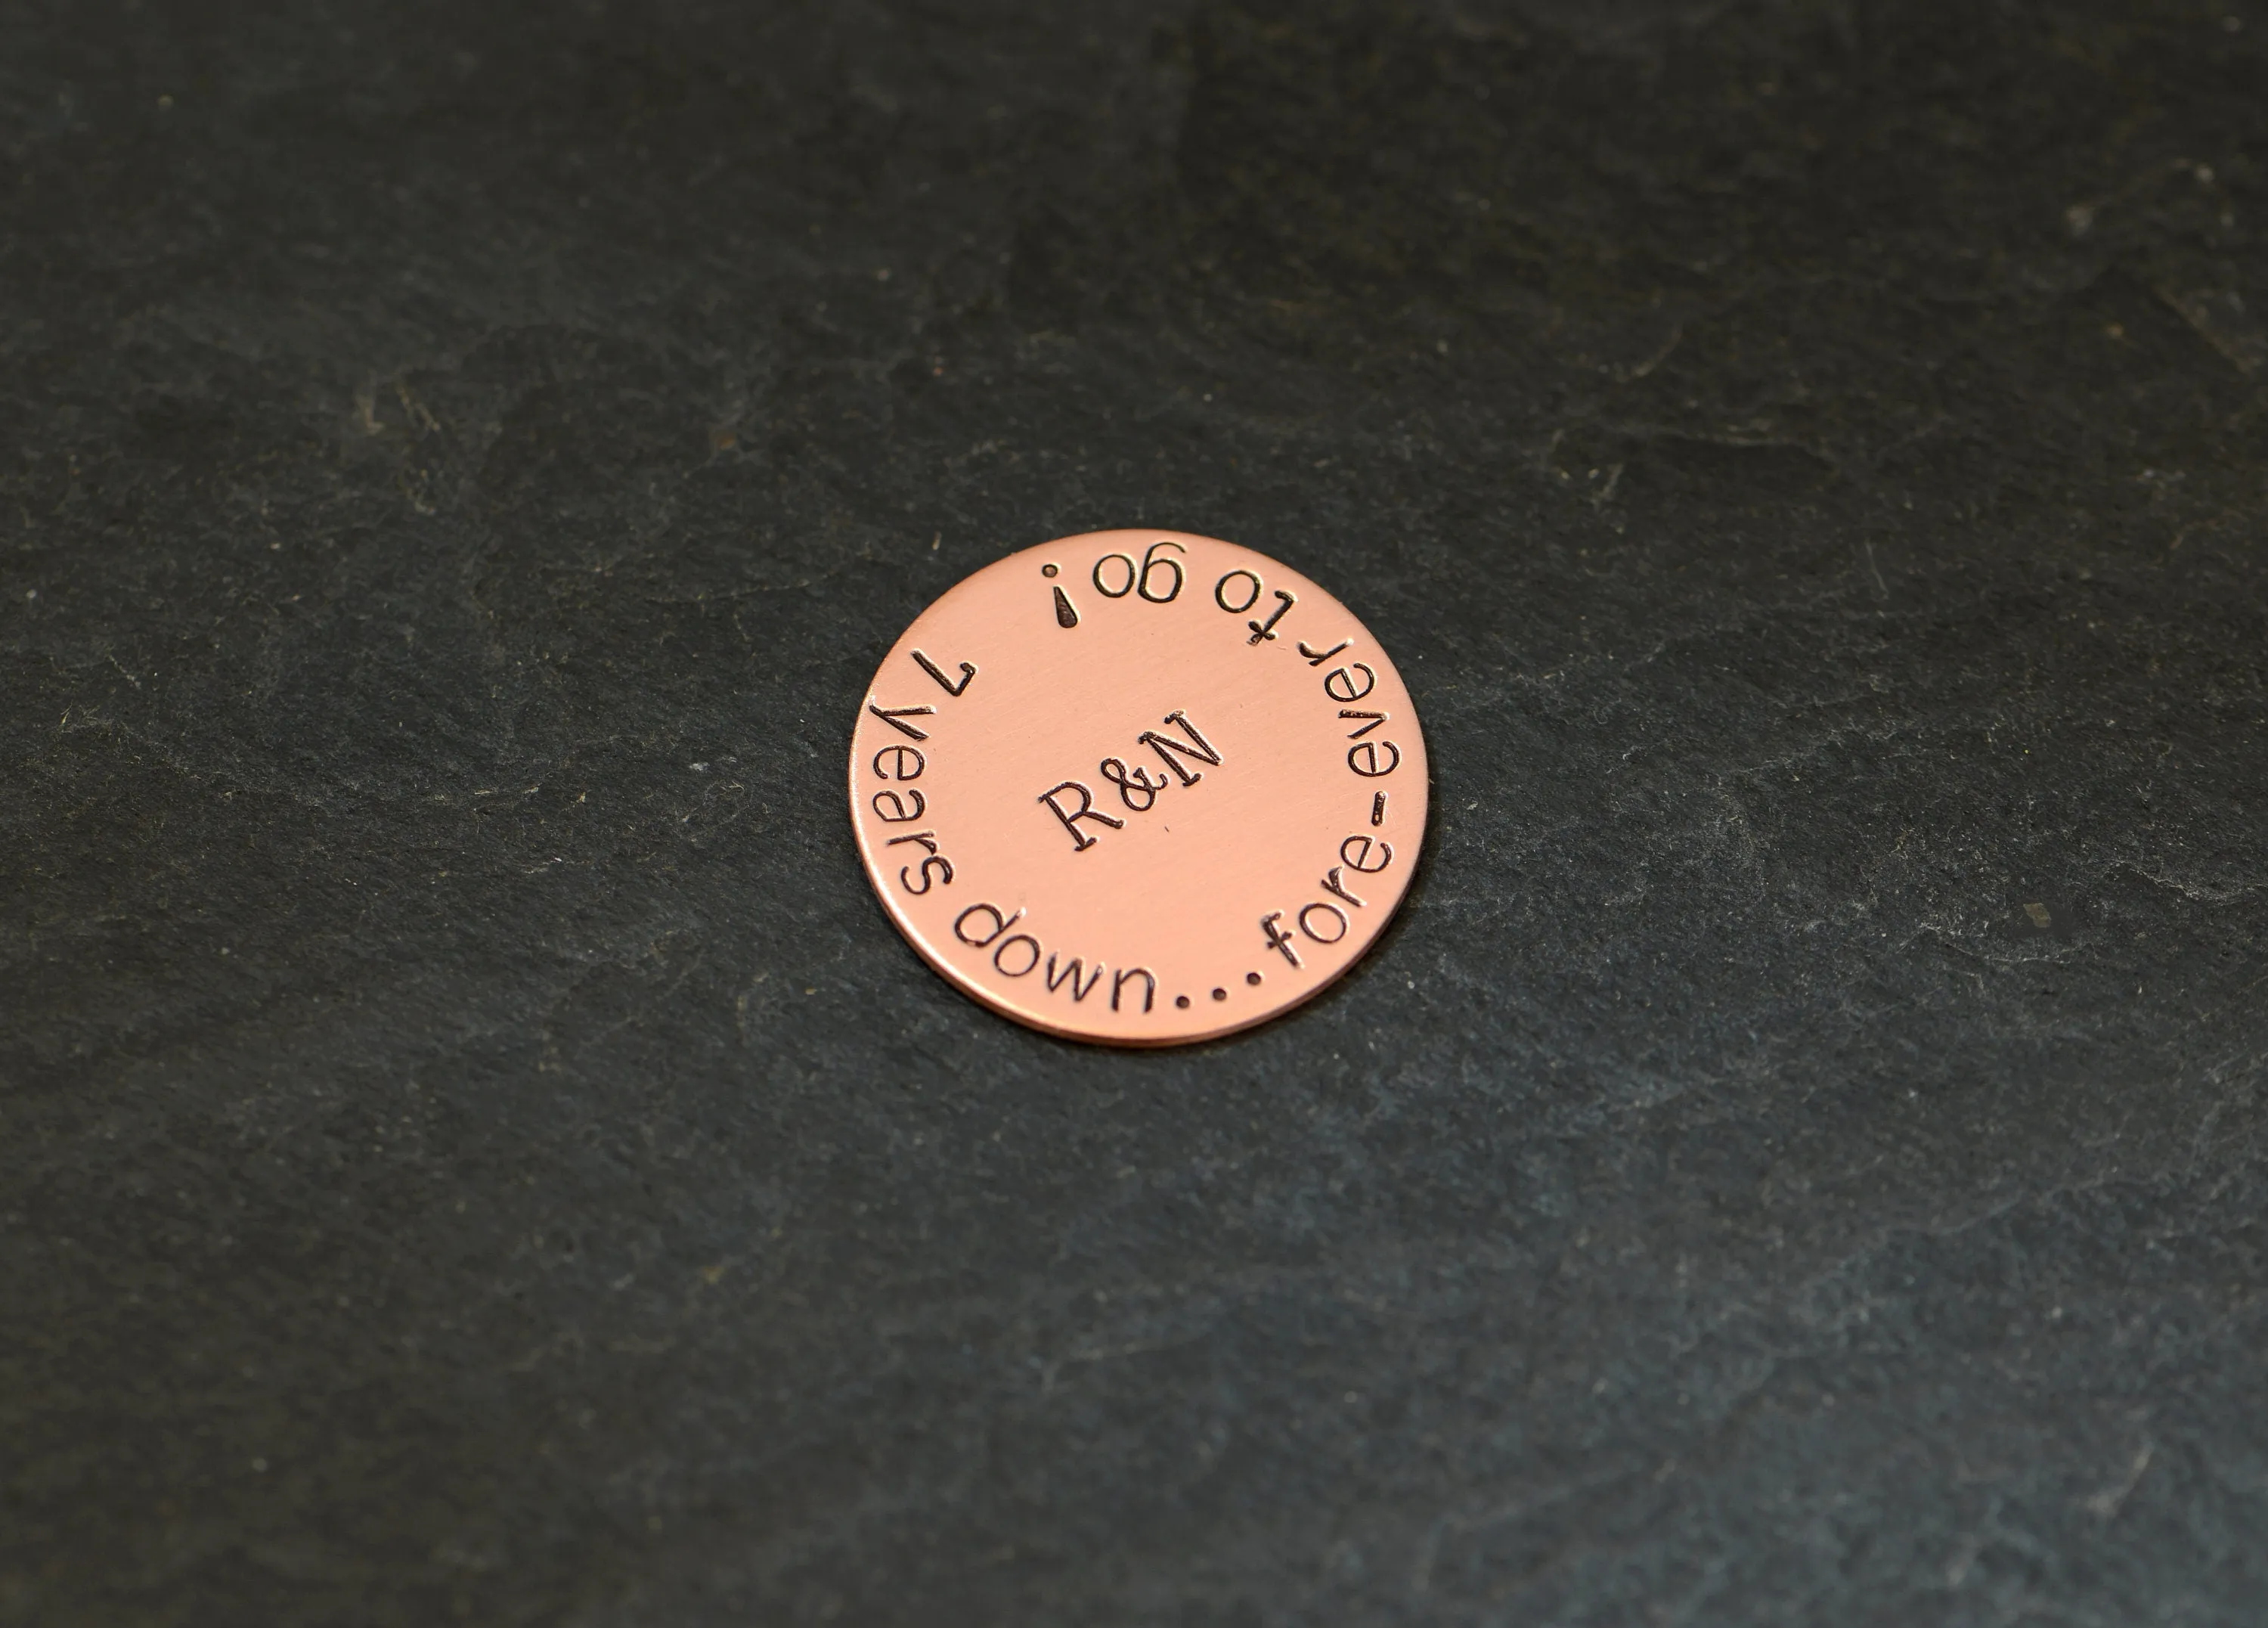 7 years down...fore-ever to go!
R&N